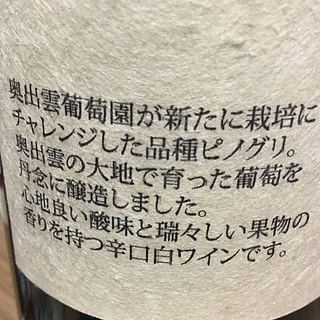 奥出雲葡萄園が新たに栽培に
チャレンジした品種ピノグリ。
奥出雲の大地で育った葡萄を
丹念に醸造しました。
心地良い酸味と瑞々しい果物の
香りを持つ辛口白ワインです。